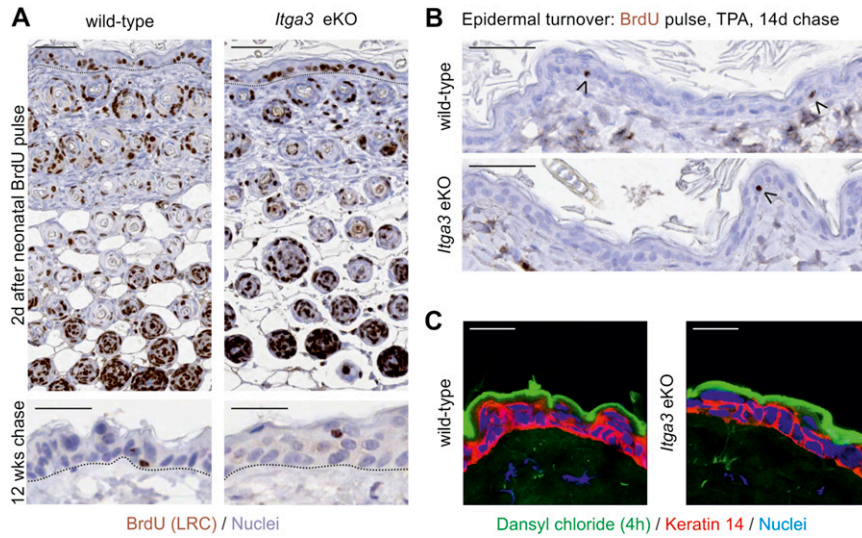 A
wild-type
Itga3 eKO
2d after neonatal BrdU pulse
12 wks chase
BrdU (LRC) / Nuclei
B
Epidermal turnover: BrdU pulse, TPA, 14d chase
wild-type
Itga3 eKO
C
wild-type
Itga3 eKO
Dansyl chloride (4h) / Keratin 14 / Nuclei